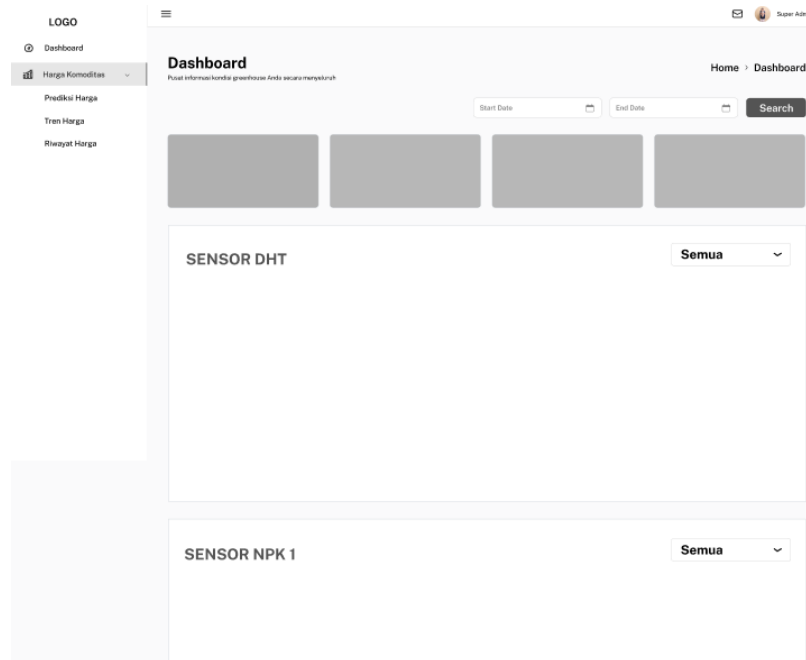 LOGO
Dashboard
Harga Komoditas
Prediksi Harga
Tren Harga
Riwayat Harga
Super Adm
Dashboard
Pusat informasi kondisi greenhouse Anda secara menyeluruh
Home > Dashboard
Start Date
End Date
Search
SENSOR DHT
Semua
SENSOR NPK 1
Semua